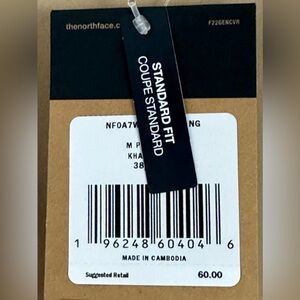 thenorthface.c
F22GENCVR
STANDARD FIT
COUPE STANDARD
NF0A7W NG
M P
KHA
38
1 96248 60404 6
MADE IN CAMBODIA
Suggested Retail 60.00